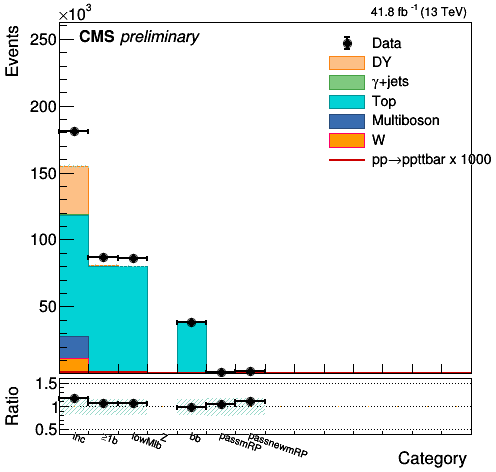 ×10³
41.8 fb⁻¹ (13 TeV)
CMS preliminary
Events
250
200
150
100
50
Data
DY
γ+jets
Top
Multiboson
W
pp→ppttbar x 1000
Ratio
1.5
1
0.5
inc
≥1b
lowMlb
Z
bb
passmRP
passnewmRP
Category